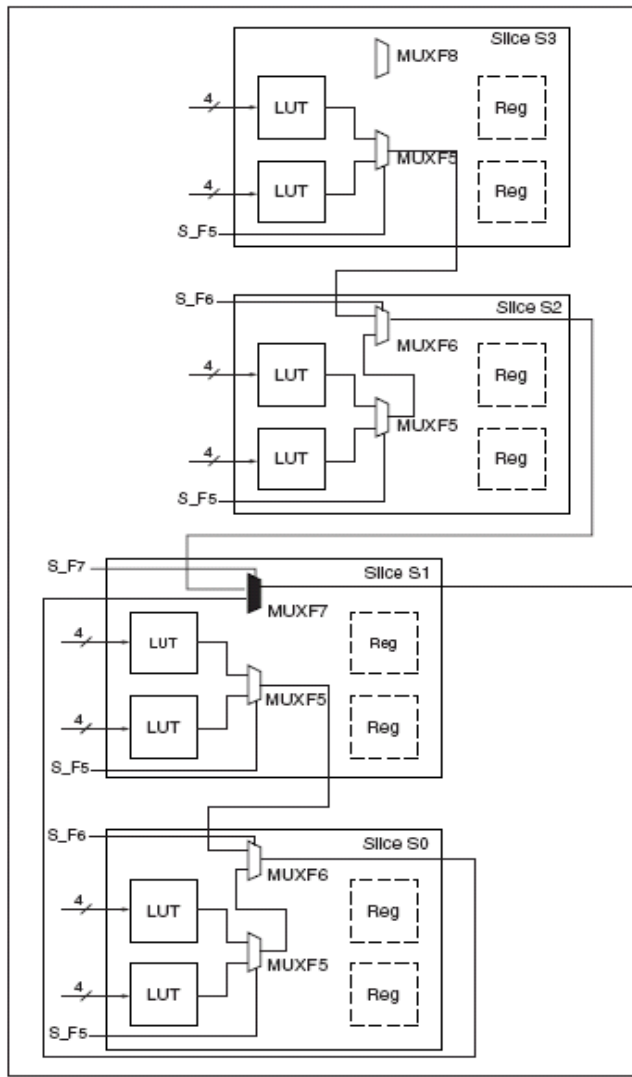 Slice S3
MUXF8
4
LUT
Reg
MUXF5
4
LUT
Reg
S_F5
S_F6
Slice S2
MUXF6
4
LUT
Reg
MUXF5
4
LUT
Reg
S_F5
S_F7
Slice S1
MUXF7
4
LUT
Reg
MUXF5
4
LUT
Reg
S_F5
S_F6
Slice S0
MUXF6
4
LUT
Reg
MUXF5
4
LUT
Reg
S_F5